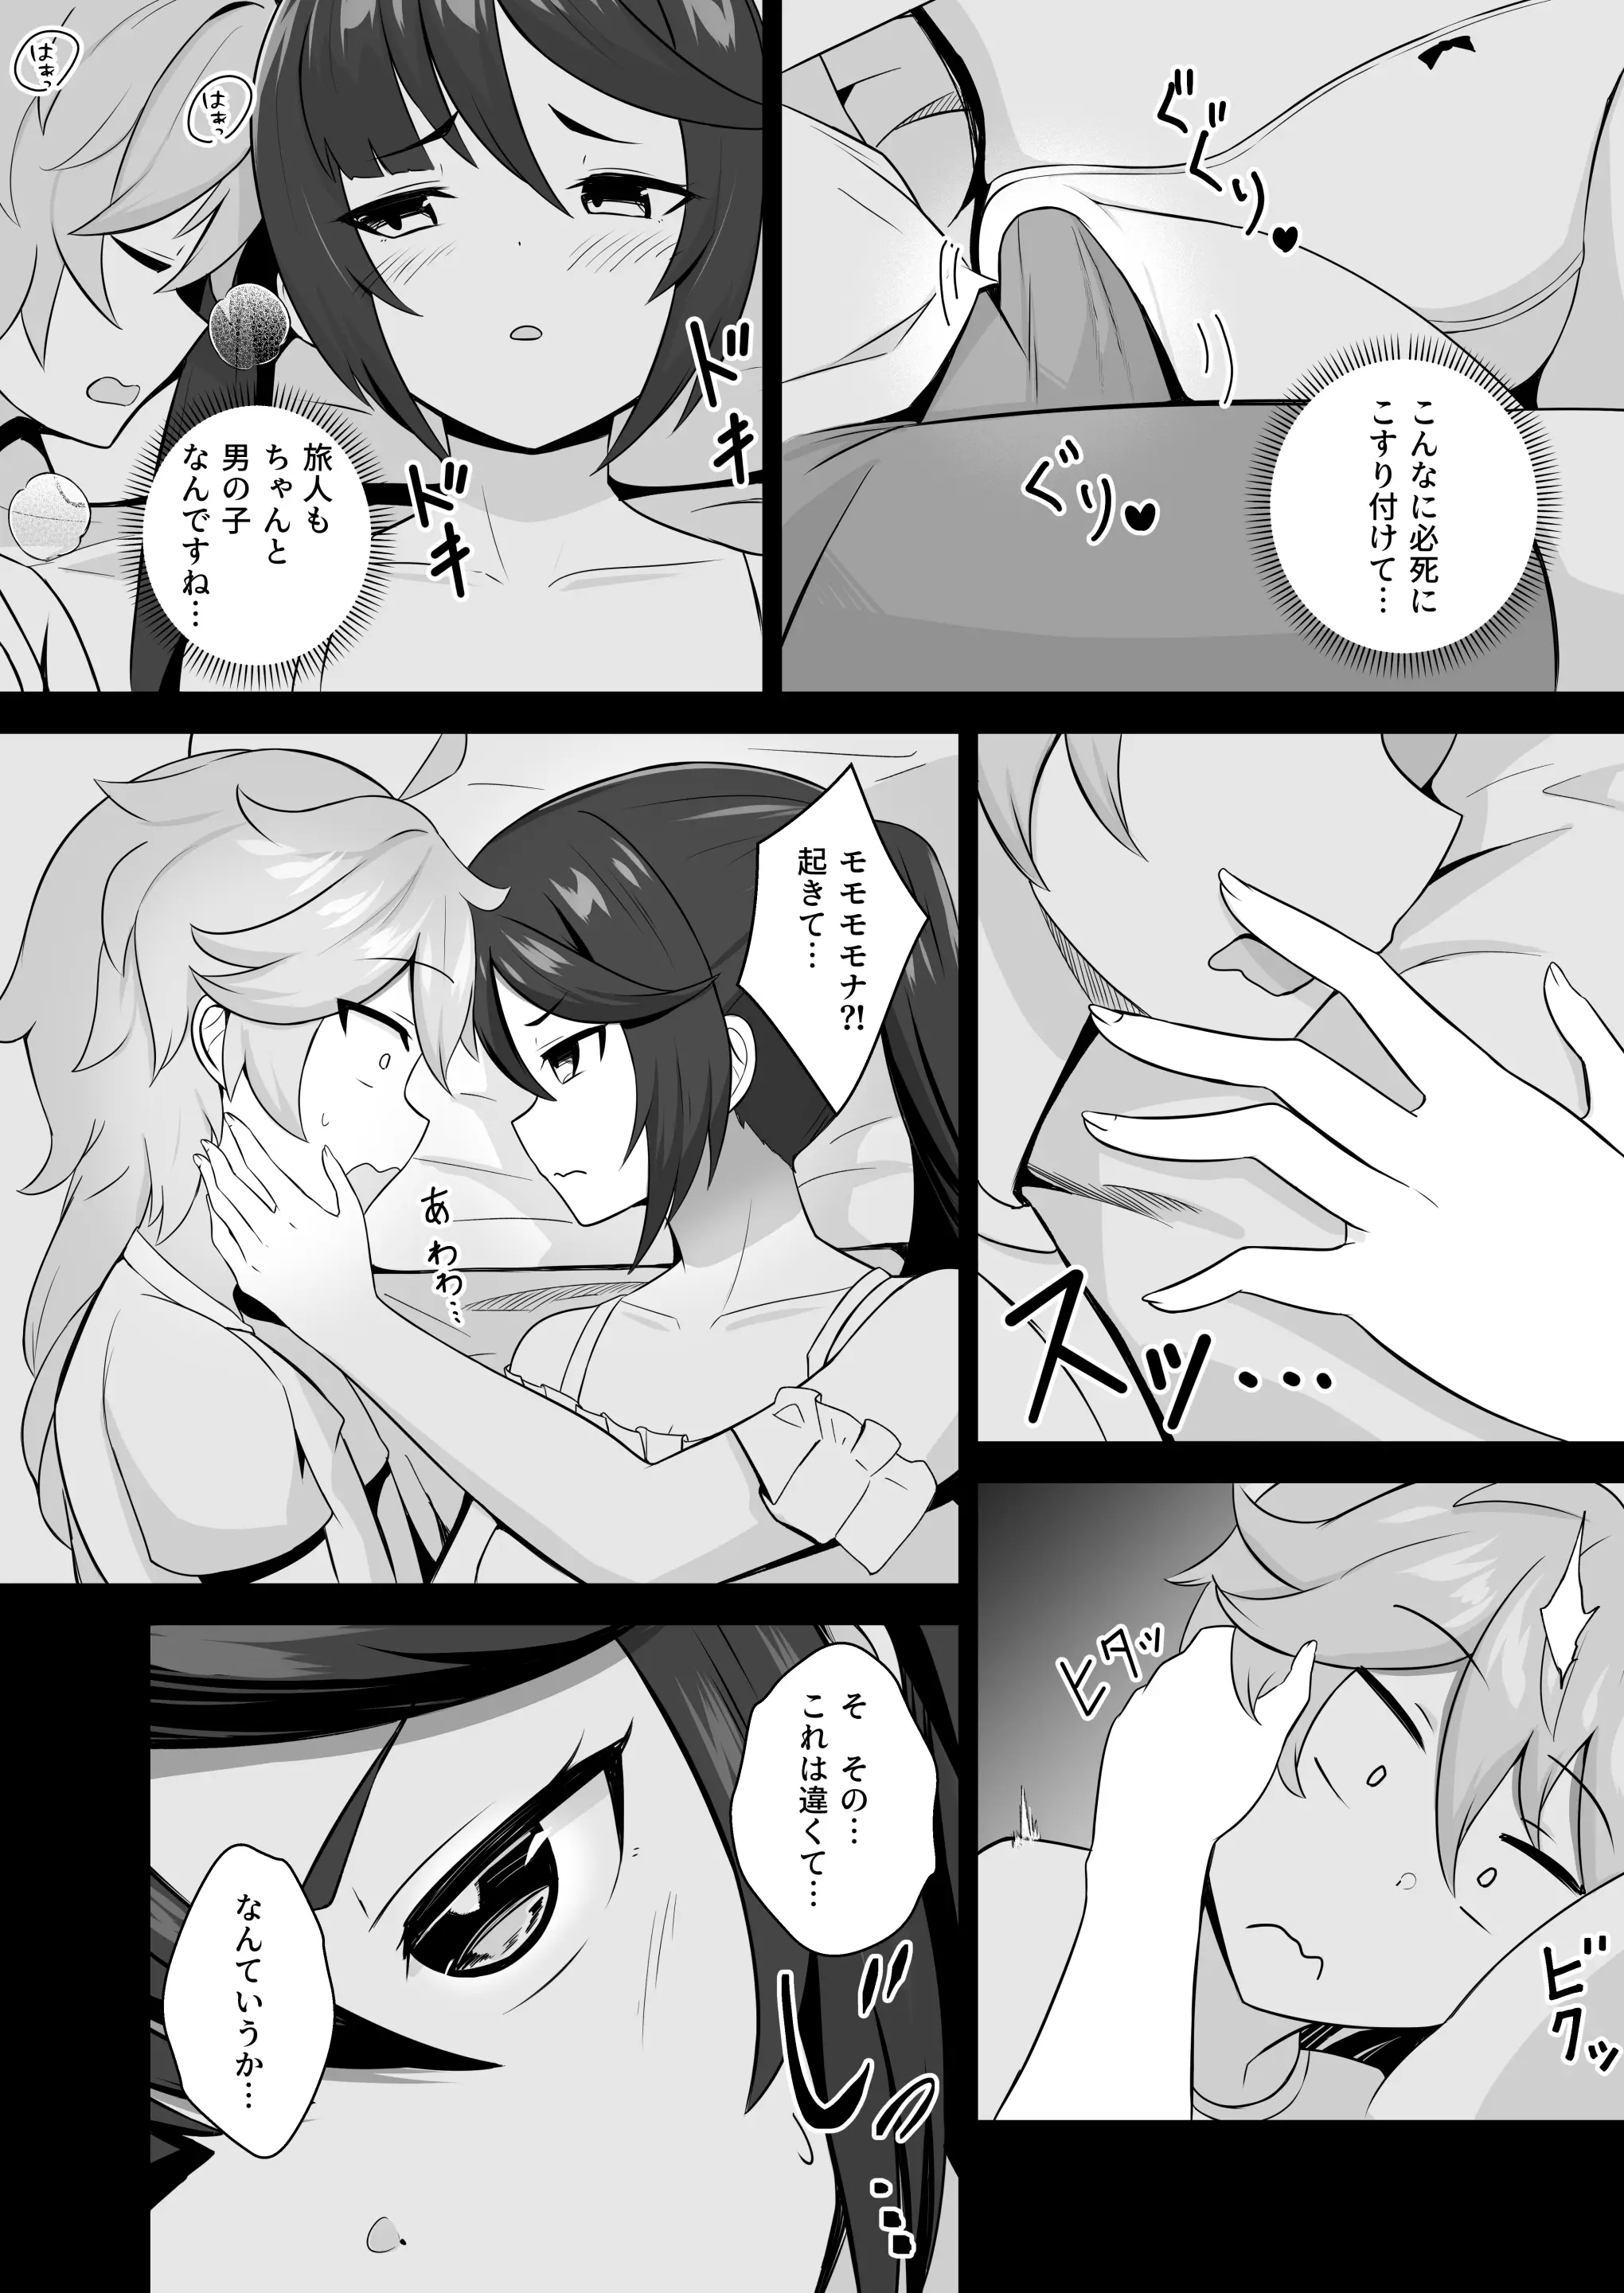 ぐり
ぐり
こんなに必死に
こすり付けて…
はぁっ
はぁっ
ドキ
ドキ
旅人も
ちゃんと
男の子
なんですね…
スッ…
モモモモナ?!
起きて…
あわわ…
ヒタッ
ビクッ
そ その…
これは違くて…
じっ…
なんていうか…